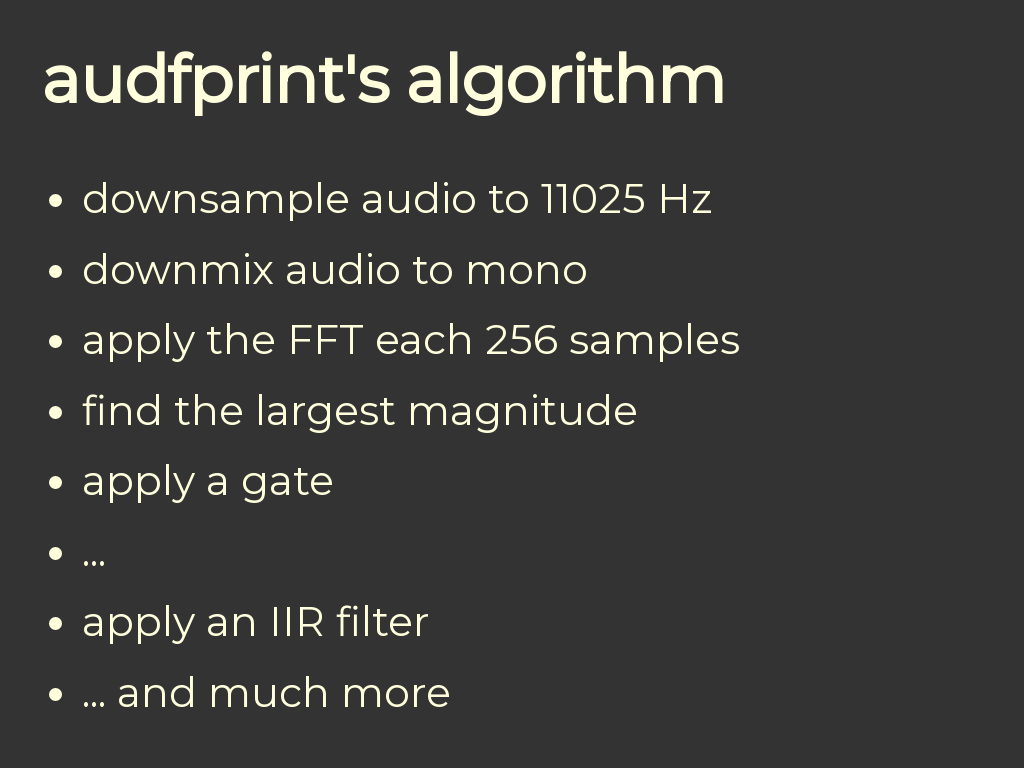 audfprint's algorithm
• downsample audio to 11025 Hz
• downmix audio to mono
• apply the FFT each 256 samples
• find the largest magnitude
• apply a gate
• ...
• apply an IIR filter
• ... and much more